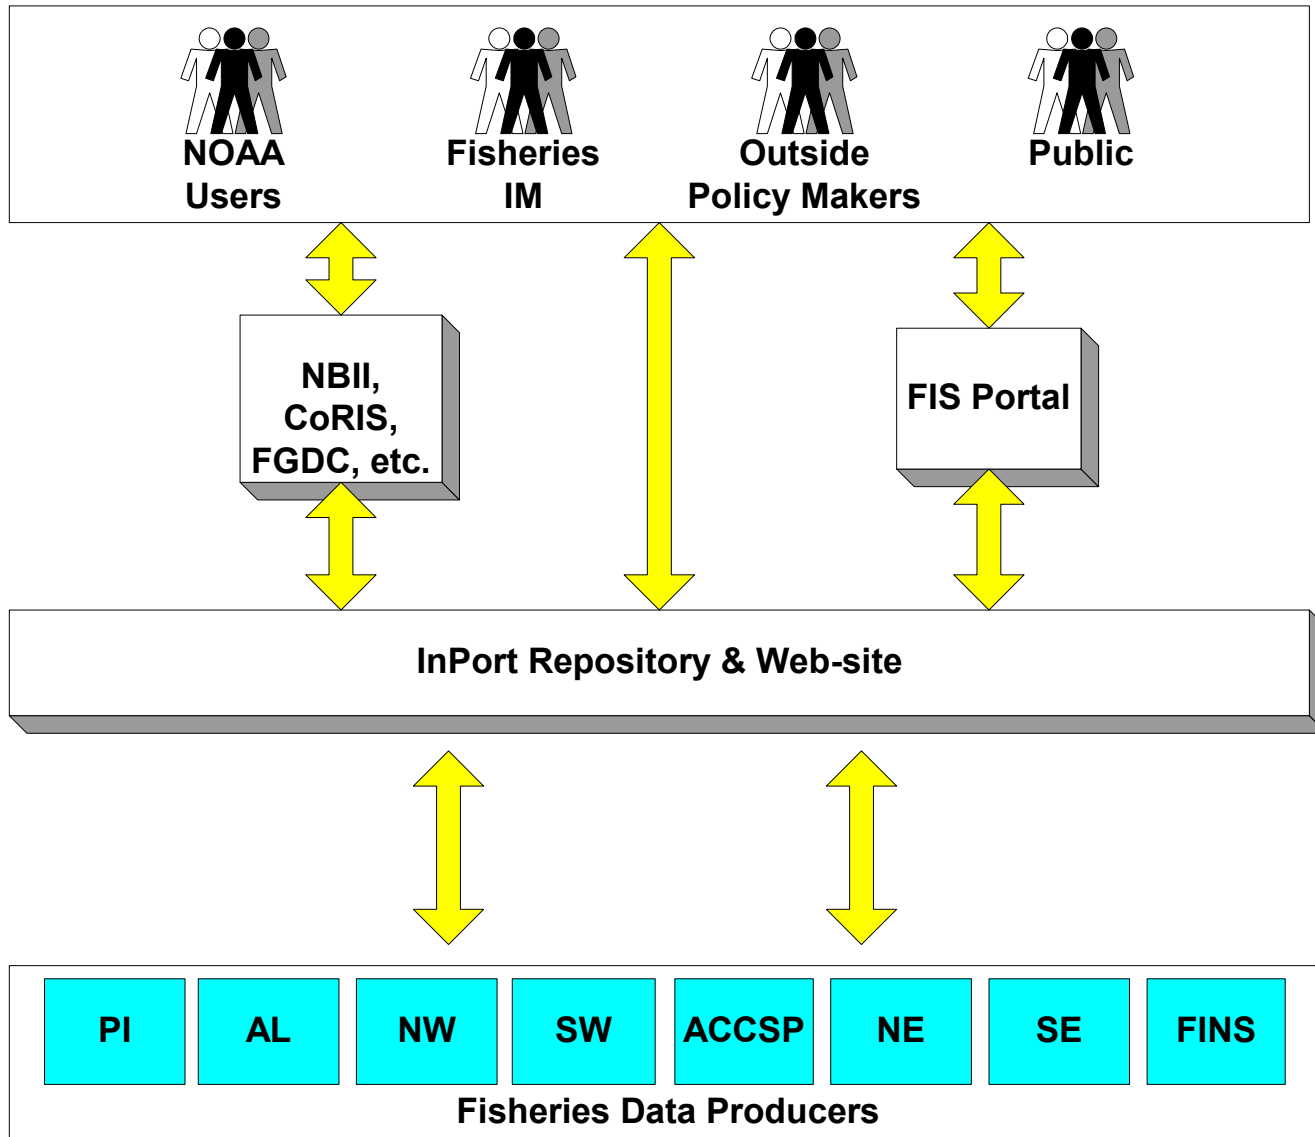 NOAA
Users
Fisheries
IM
Outside
Policy Makers
Public
NBII,
CoRIS,
FGDC, etc.
FIS Portal
InPort Repository & Web-site
PI
AL
NW
SW
ACCSP
NE
SE
FINS
Fisheries Data Producers